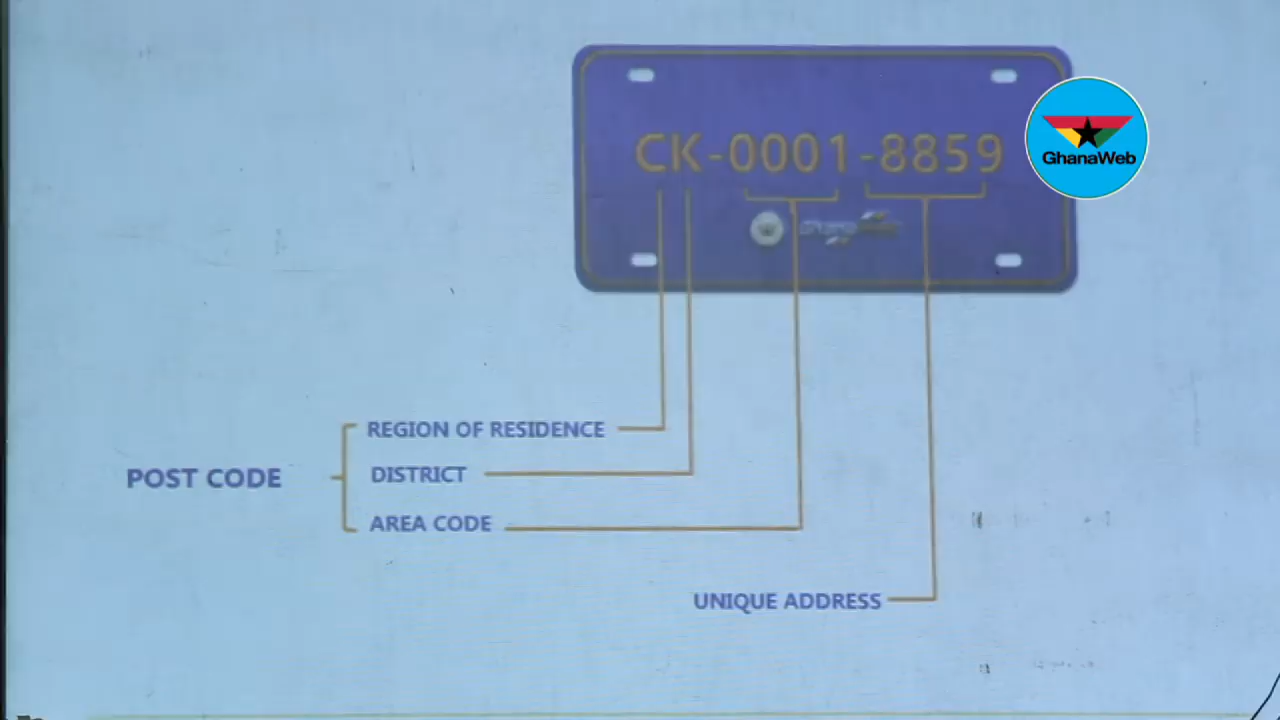 CK-0001-8859
GhanaWeb
REGION OF RESIDENCE
POST CODE
DISTRICT
AREA CODE
UNIQUE ADDRESS